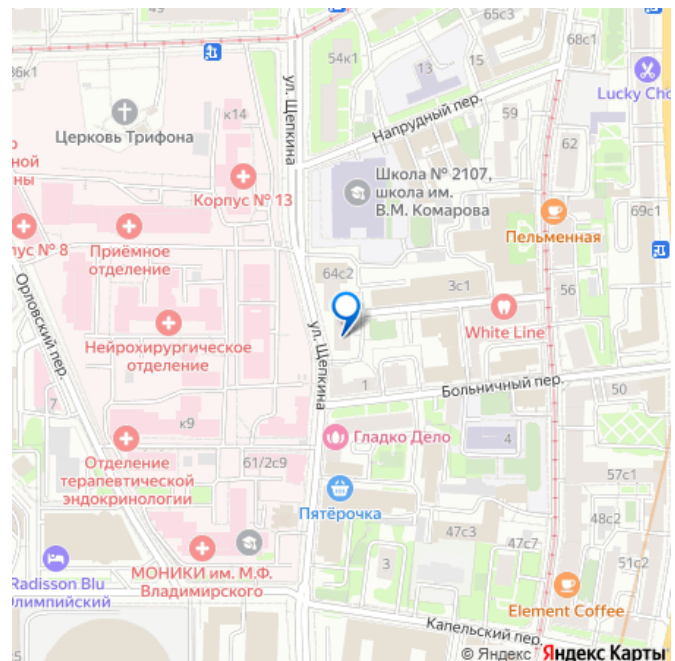 49
65с3
68с1
36к1
54к1
13
15
Lucky Cho
ул. Щепкина
Напрудный пер.
к14
59
Церковь Трифона
62
ной
ны
Школа № 2107,
школа им.
В.М. Комарова
Корпус № 13
69с1
пус № 8
Приёмное
отделение
Пельменная
64с2
3с1
56
Орловский пер.
White Line
Нейрохирургическое
отделение
ул. Щепкина
1
Больничный пер.
50
7
к9
Гладко Дело
4
Отделение
терапевтической
эндокринологии
61/2с9
57с1
Пятёрочка
48с2
47с3
47с7
51с2
МОНИКИ им. М.Ф.
Владимирского
3
Radisson Blu
Олимпийский
Element Coffee
Капельский пер.
5
© Яндекс Яндекс Карты